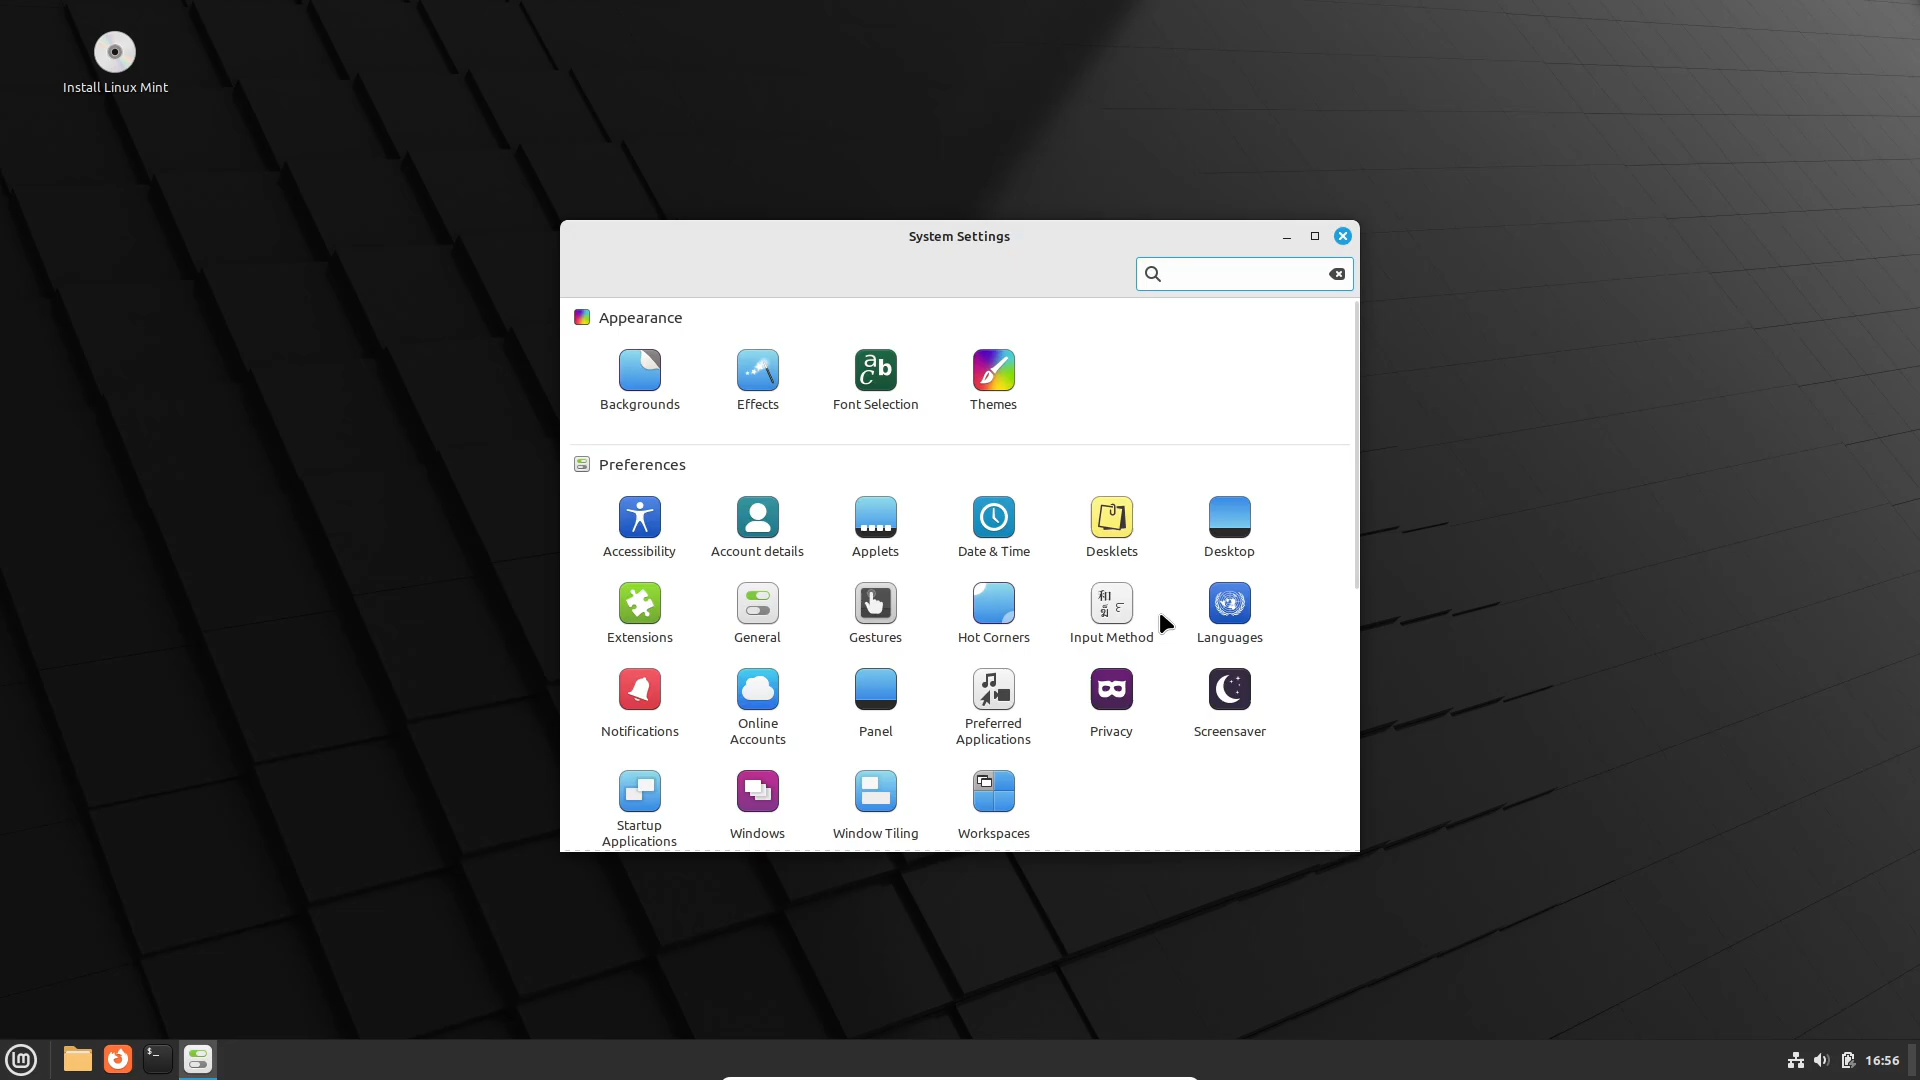 Install Linux Mint
System Settings
Appearance
Backgrounds
Effects
Font Selection
Themes
Preferences
Accessibility
Account details
Applets
Date & Time
Desklets
Desktop
Extensions
General
Gestures
Hot Corners
Input Method
Languages
Notifications
Online
Accounts
Panel
Preferred
Applications
Privacy
Screensaver
Startup
Applications
Windows
Window Tiling
Workspaces
16:56